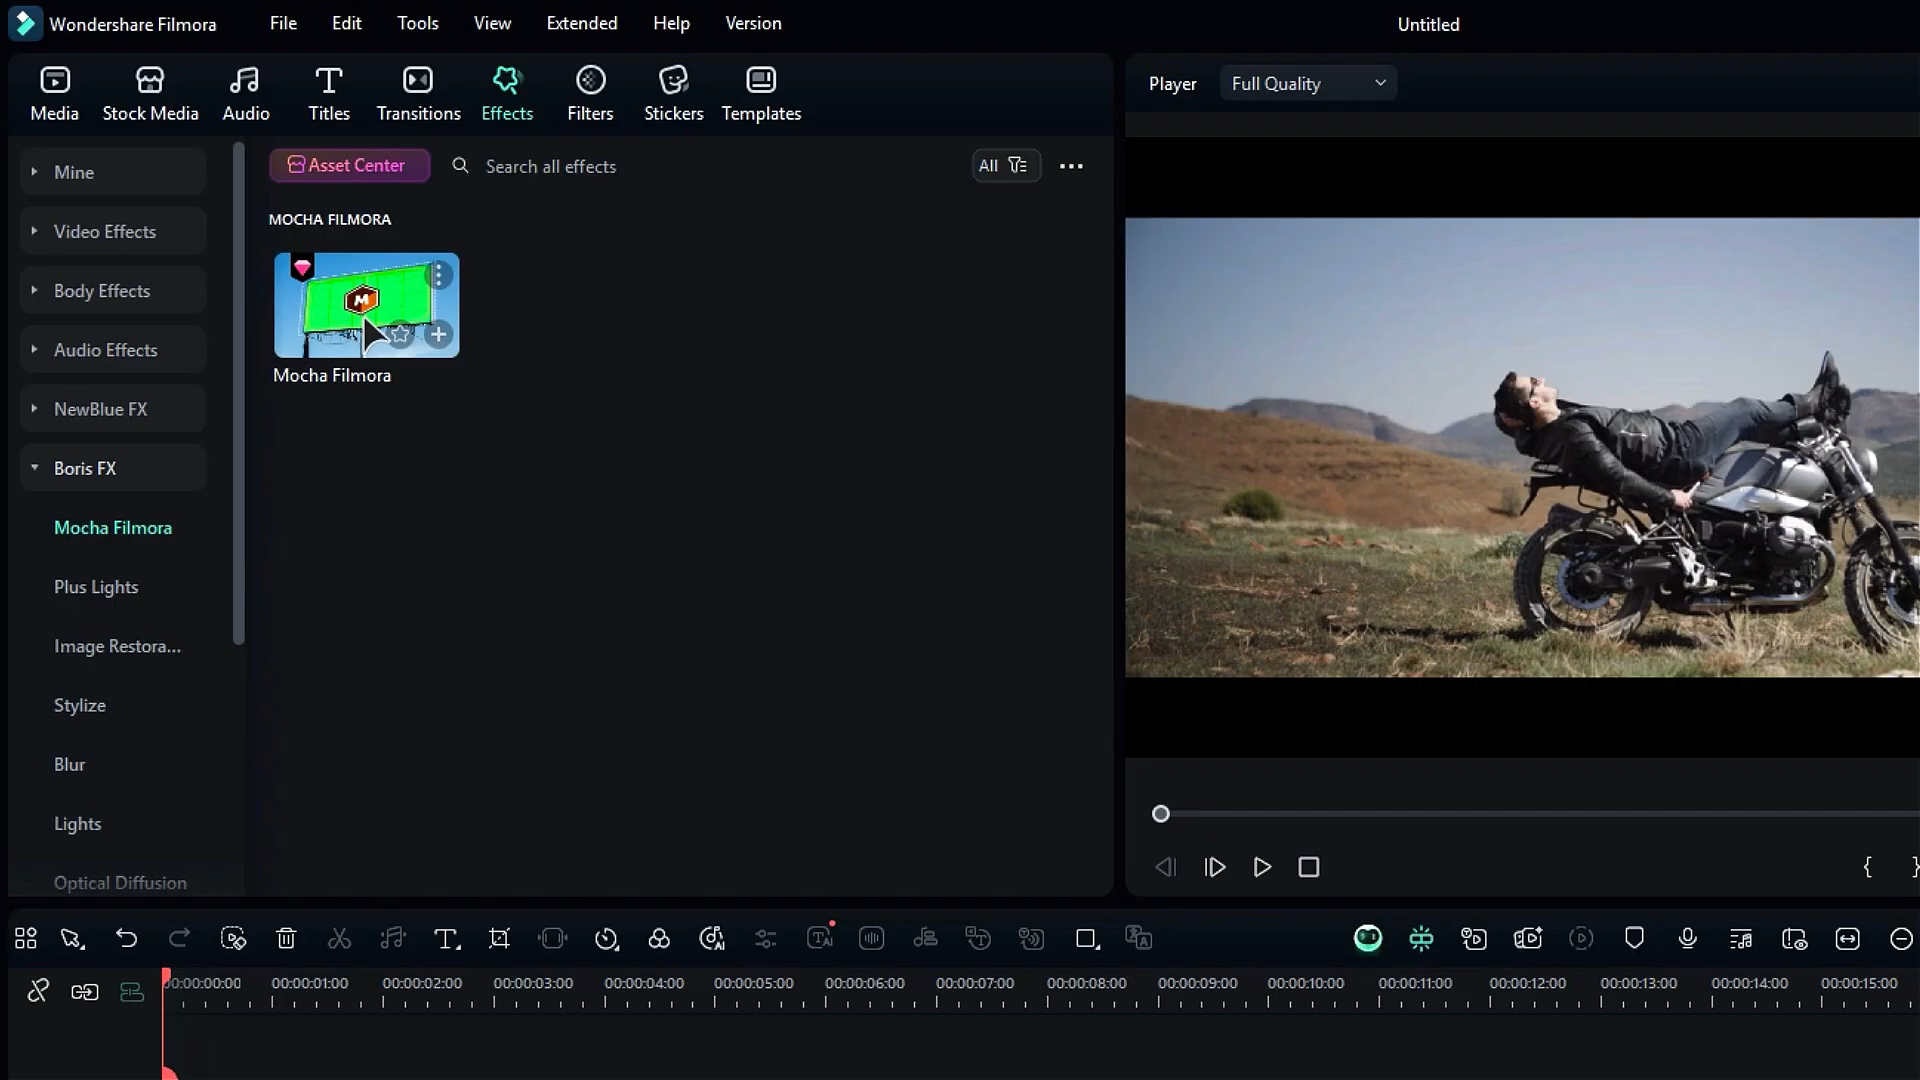 Wondershare Filmora
File
Edit
Tools
View
Extended
Help
Version
Untitled
Media
Stock Media
Audio
Titles
Transitions
Effects
Filters
Stickers
Templates
Player
Full Quality
Mine
Video Effects
Body Effects
Audio Effects
NewBlue FX
Boris FX
Mocha Filmora
Plus Lights
Image Restora...
Stylize
Blur
Lights
Optical Diffusion
Asset Center
Search all effects
All
MOCHA FILMORA
M
Mocha Filmora
00:00:00:00
00:00:01:00
00:00:02:00
00:00:03:00
00:00:04:00
00:00:05:00
00:00:06:00
00:00:07:00
00:00:08:00
00:00:09:00
00:00:10:00
00:00:11:00
00:00:12:00
00:00:13:00
00:00:14:00
00:00:15:00